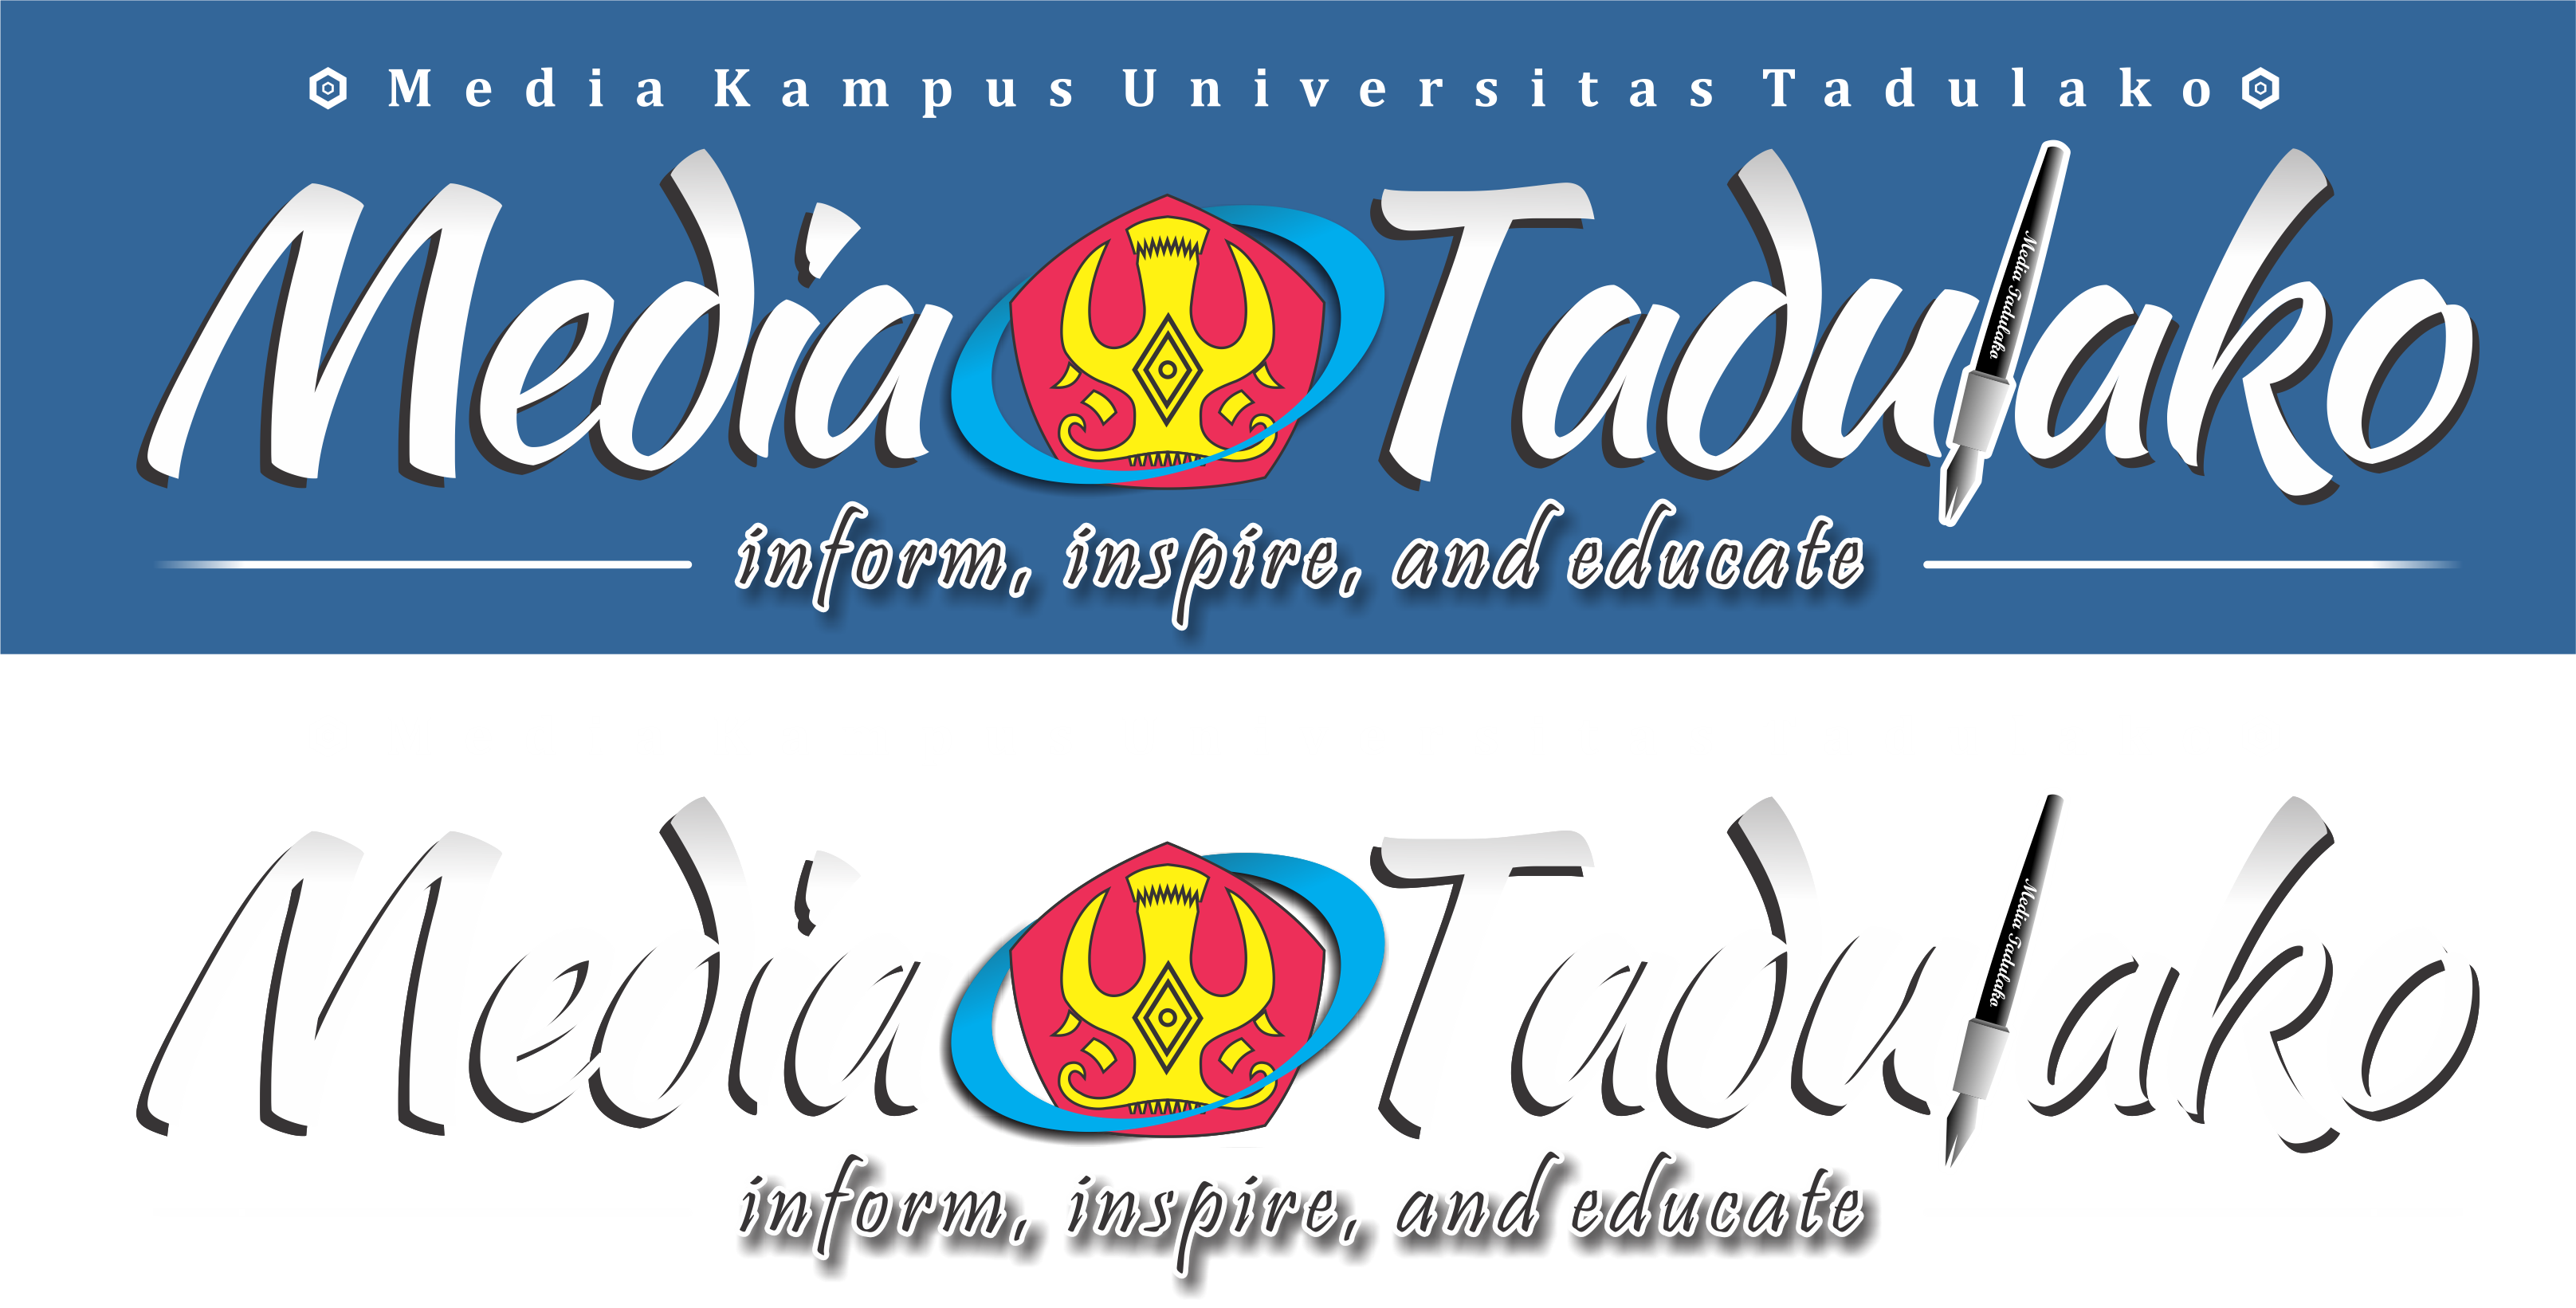 Media Kampus Universitas Tadulako
Media Tadulako
Media Tadulako
inform, inspire, and educate
Media Tadulako
Media Tadulako
inform, inspire, and educate